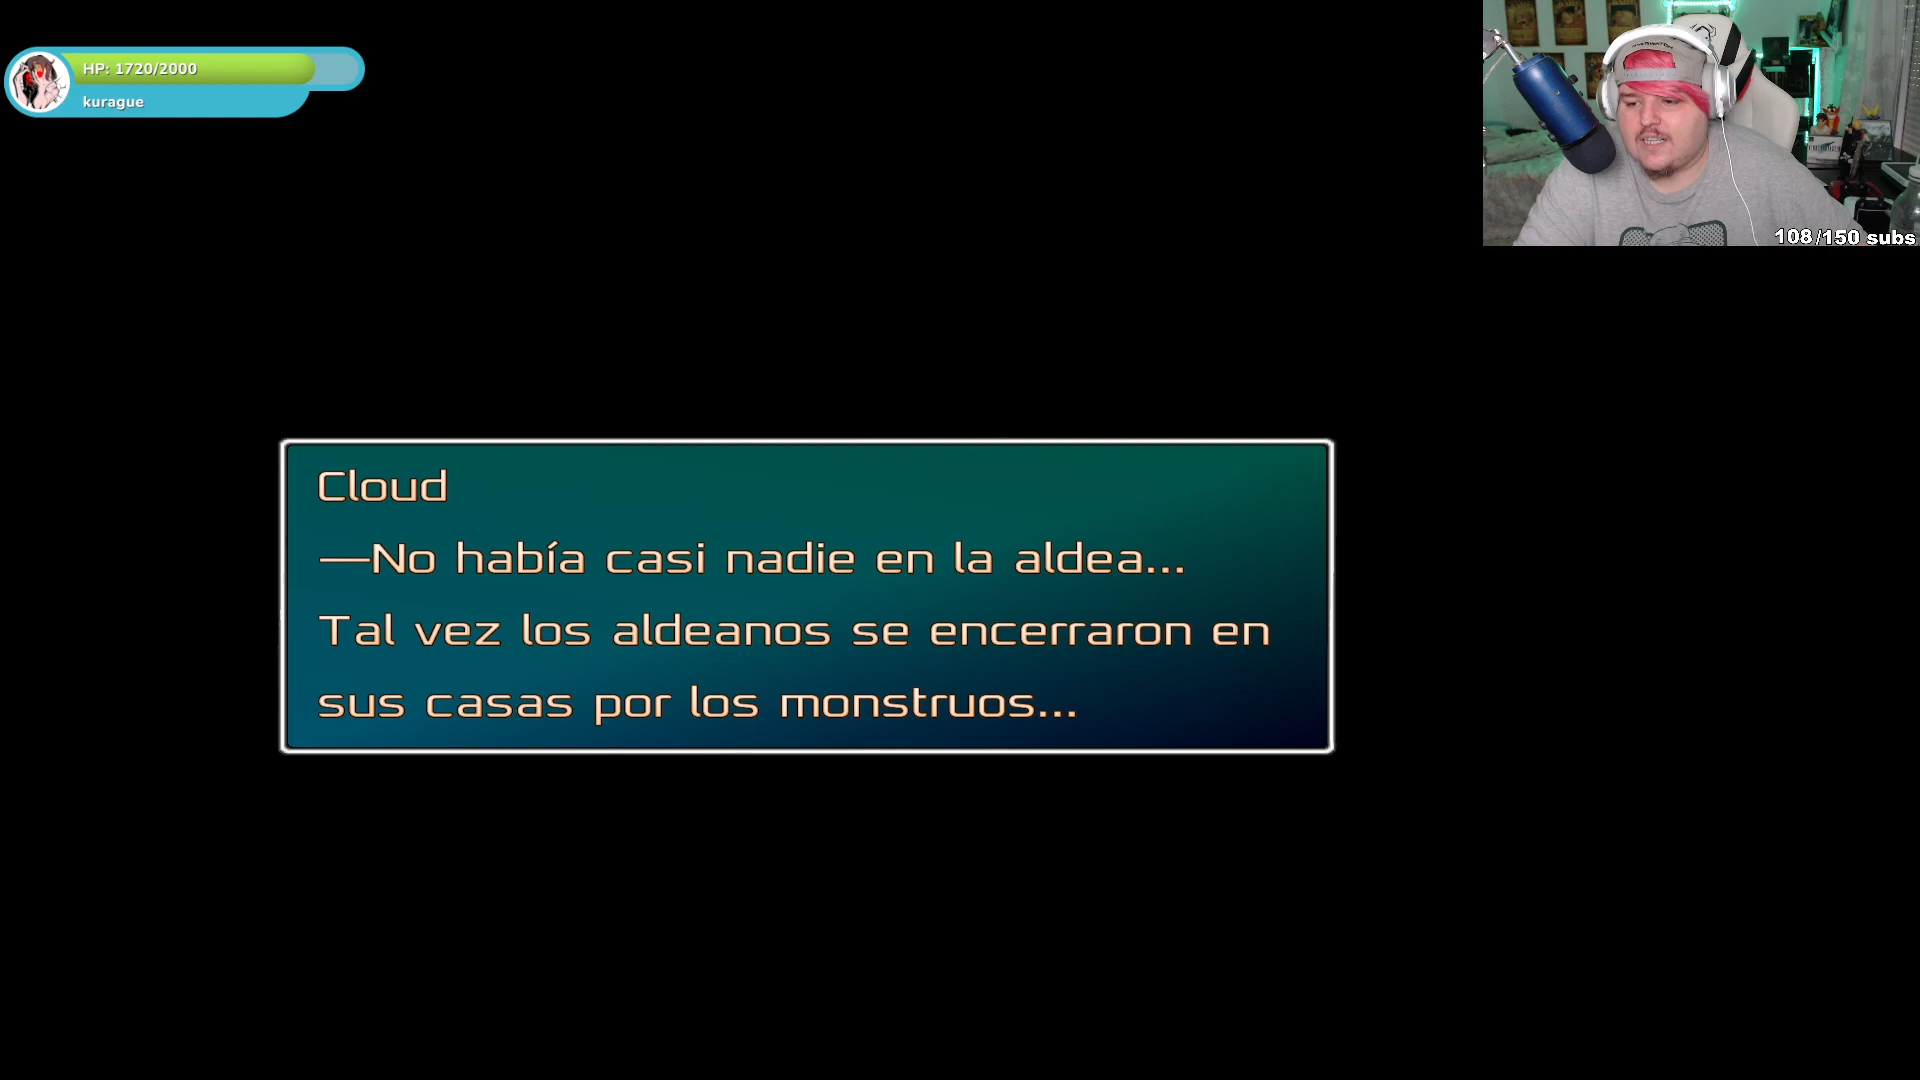 HP: 1720/2000
kurague
108/150 subs
Cloud
—No había casi nadie en la aldea...
Tal vez los aldeanos se encerraron en
sus casas por los monstruos...